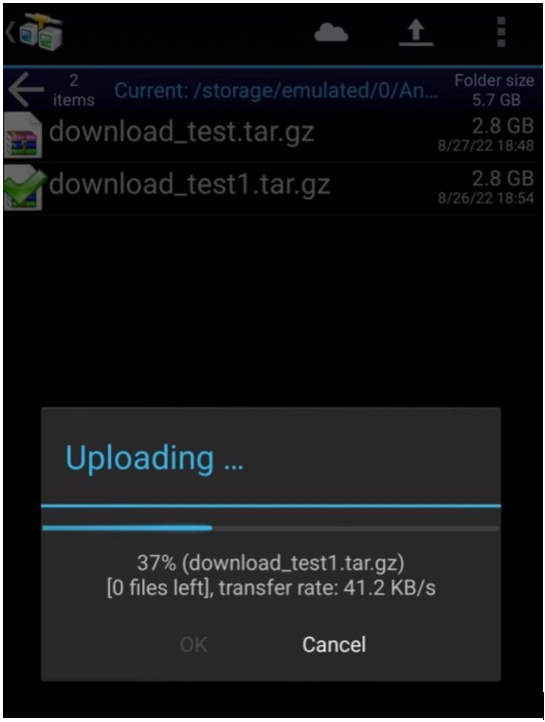 2 items
Current: /storage/emulated/0/An...
Folder size
5.7 GB
download_test.tar.gz
2.8 GB
8/27/22 18:48
download_test1.tar.gz
2.8 GB
8/26/22 18:54
Uploading ...
37% (download_test1.tar.gz)
[0 files left], transfer rate: 41.2 KB/s
OK
Cancel